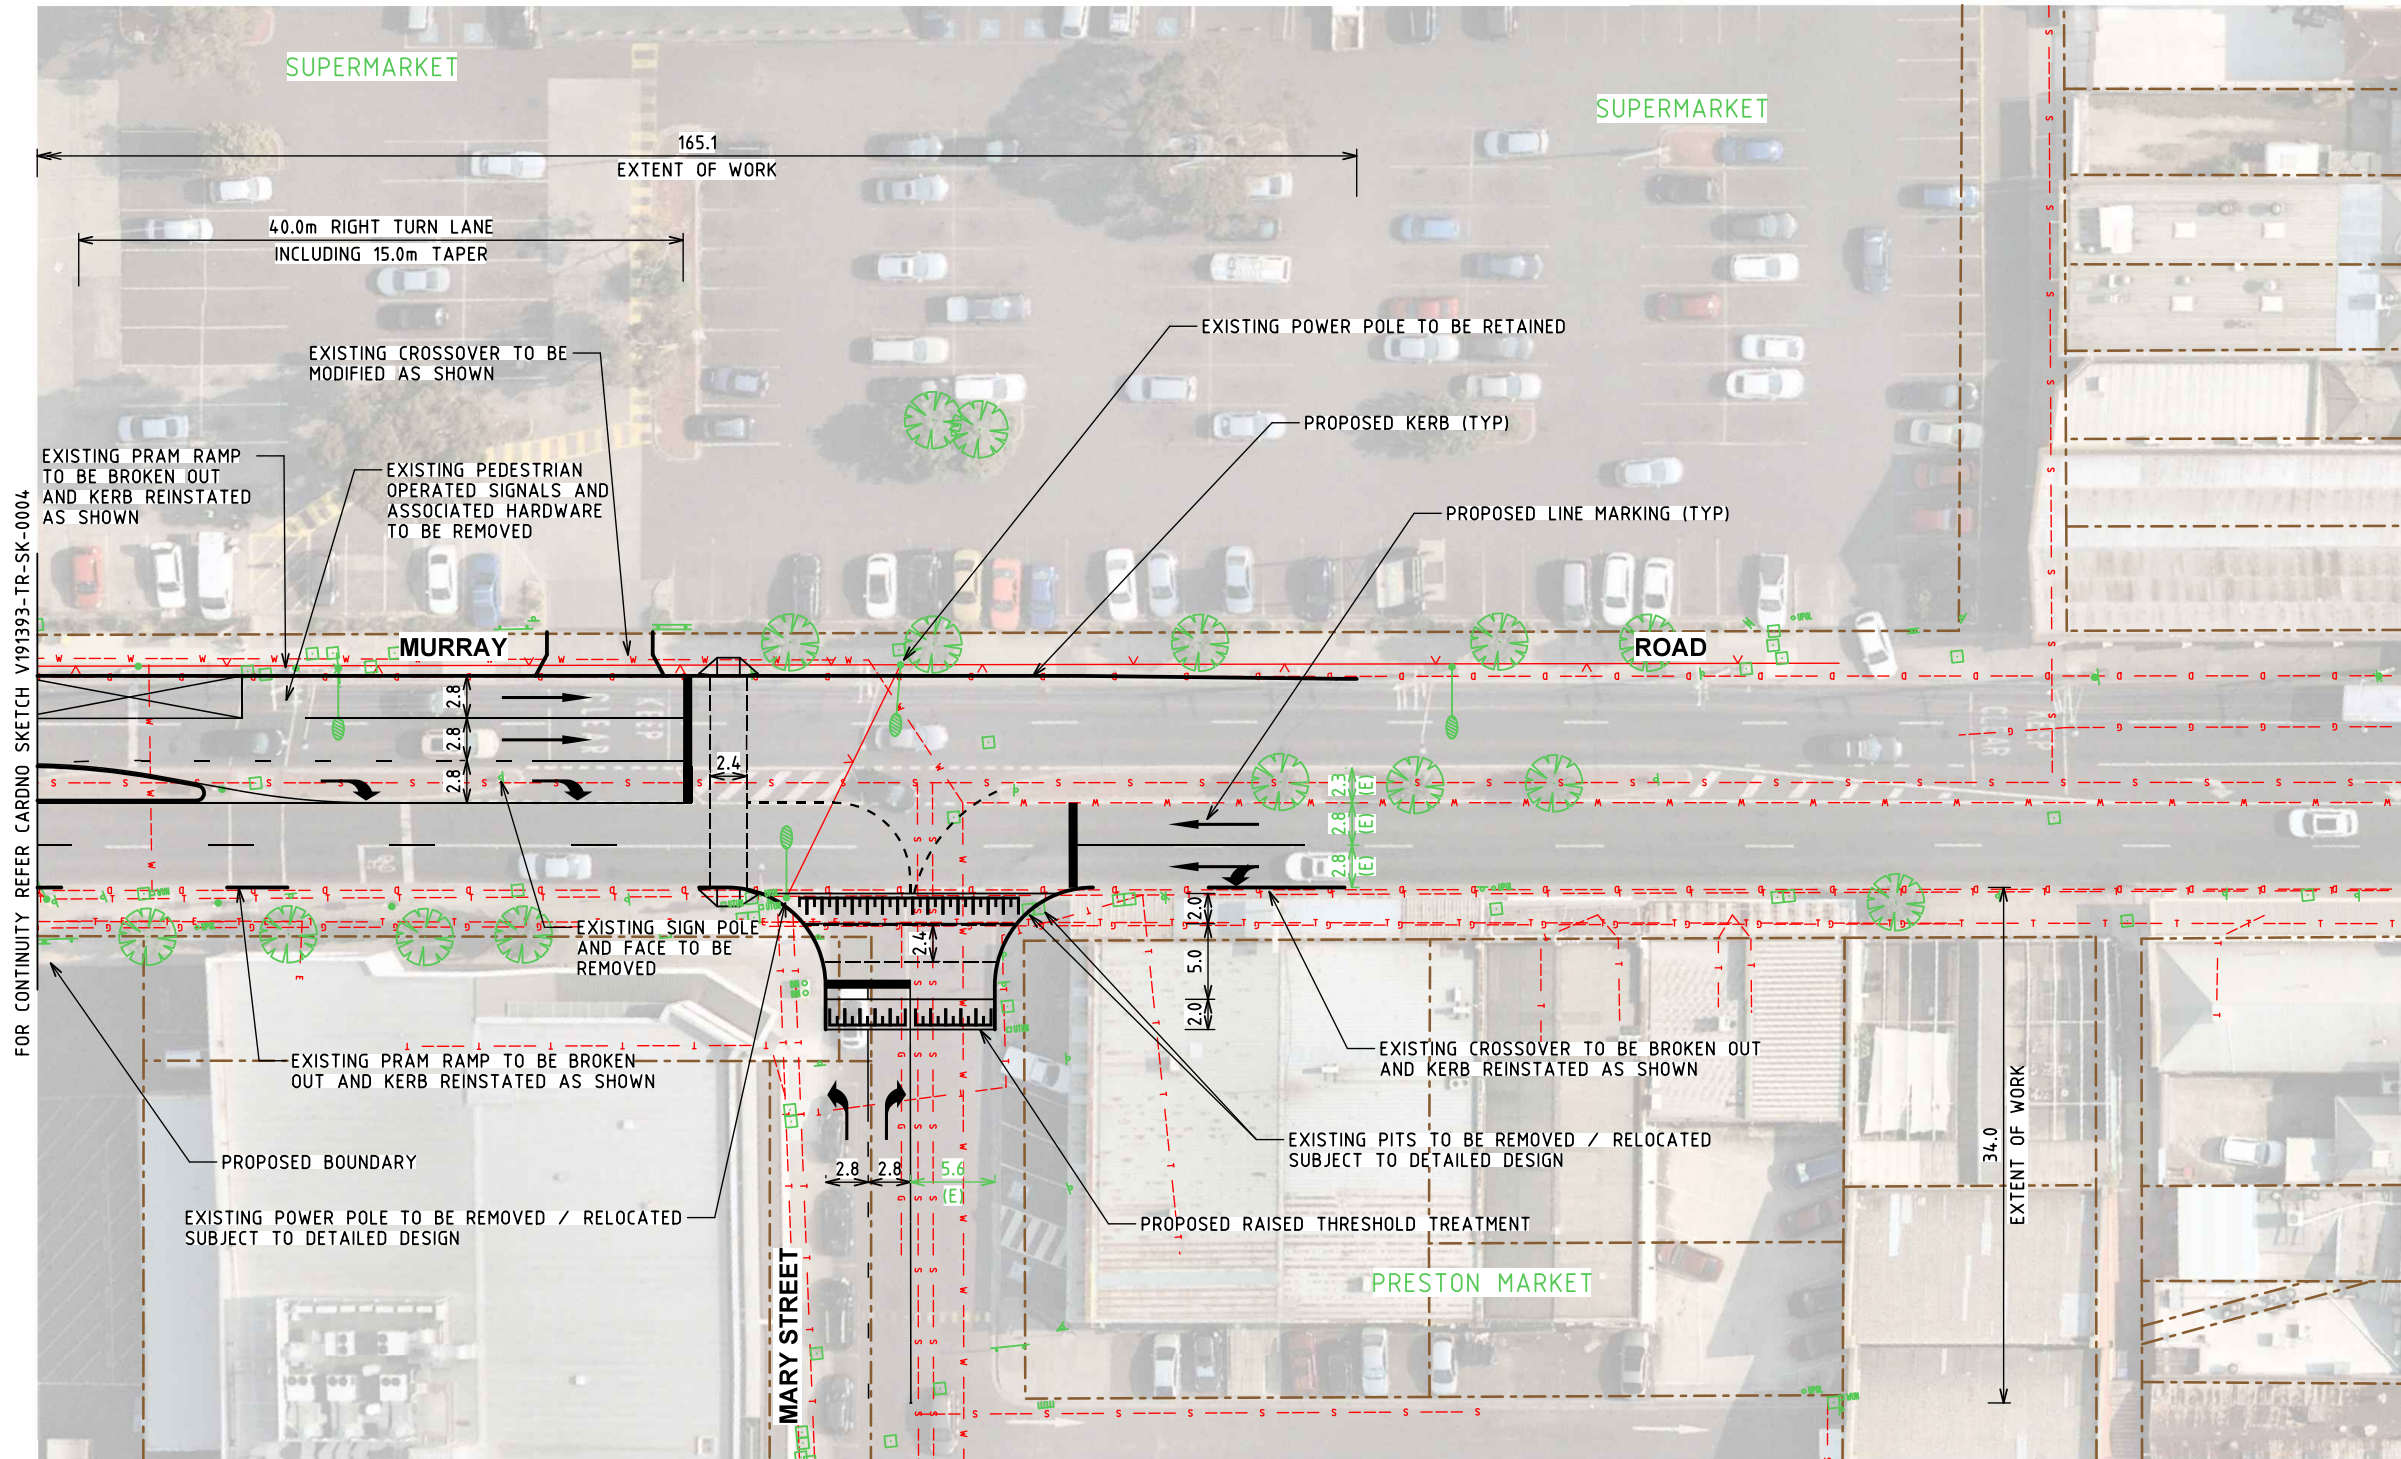 SUPERMARKET
SUPERMARKET
165.1
EXTENT OF WORK
40.0m RIGHT TURN LANE
INCLUDING 15.0m TAPER
EXISTING POWER POLE TO BE RETAINED
EXISTING CROSSOVER TO BE
MODIFIED AS SHOWN
PROPOSED KERB (TYP)
EXISTING PRAM RAMP
TO BE BROKEN OUT
AND KERB REINSTATED
AS SHOWN
EXISTING PEDESTRIAN
OPERATED SIGNALS AND
ASSOCIATED HARDWARE
TO BE REMOVED
PROPOSED LINE MARKING (TYP)
FOR CONTINUITY REFER CARDNO SKETCH V191393-TR-SK-0004
MURRAY
ROAD
2.8
2.8
2.8
2.4
KEEP
CLEAR
KEEP
CLEAR
2.3
(E)
2.8
(E)
2.8
(E)
EXISTING SIGN POLE
AND FACE TO BE
REMOVED
2.4
2.0
5.0
2.0
EXISTING PRAM RAMP TO BE BROKEN
OUT AND KERB REINSTATED AS SHOWN
EXISTING CROSSOVER TO BE BROKEN OUT
AND KERB REINSTATED AS SHOWN
EXISTING PITS TO BE REMOVED / RELOCATED
SUBJECT TO DETAILED DESIGN
PROPOSED BOUNDARY
2.8
2.8
5.6
(E)
34.0
EXTENT OF WORK
EXISTING POWER POLE TO BE REMOVED / RELOCATED
SUBJECT TO DETAILED DESIGN
PROPOSED RAISED THRESHOLD TREATMENT
MARY STREET
PRESTON MARKET